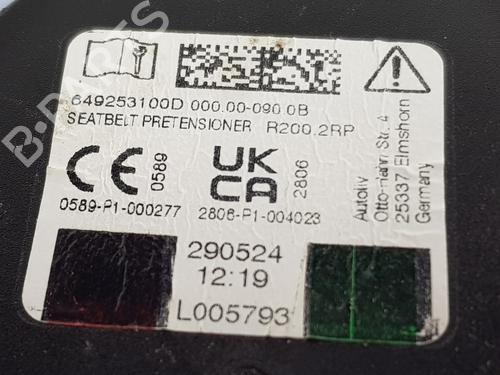 649253100D 000.00-090.0B
SEATBELT PRETENSIONER R200.2RP
CE 0589
UK
CA 2806
0589-P1-000277
2806-P1-004023
Autoliv
Otto-Hahn Str. 4
25337 Elmshorn
Germany
290524
12:19
L005793
B-PARTS